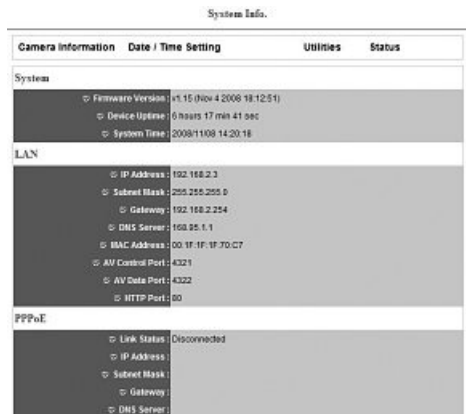 System Info.
Camera Information Date / Time Setting Utilities Status
System
Firmware Version : v1.15 (Nov 4 2008 18:12:51)
Device Uptime : 6 hours 17 min 41 sec
System Time : 2008/11/08 14:20:18
LAN
IP Address : 192.168.2.3
Subnet Mask : 255.255.255.0
Gateway : 192.168.2.254
DNS Server : 168.95.1.1
MAC Address : 00:1F:1F:1F:70:C7
AV Control Port : 4321
AV Data Port : 4322
HTTP Port : 80
PPPoE
Link Status : Disconnected
IP Address :
Subnet Mask :
Gateway :
DNS Server :